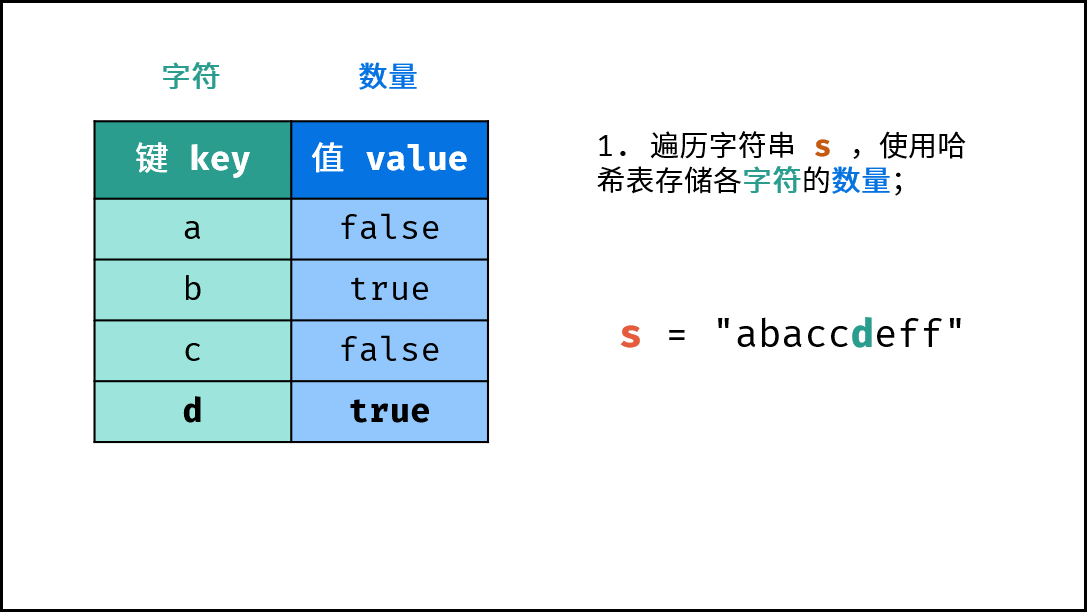 字符 数量
键 key 值 value
a false
b true
c false
d true
1. 遍历字符串 s ，使用哈
希表存储各字符的数量；
s = "abaccdeff"